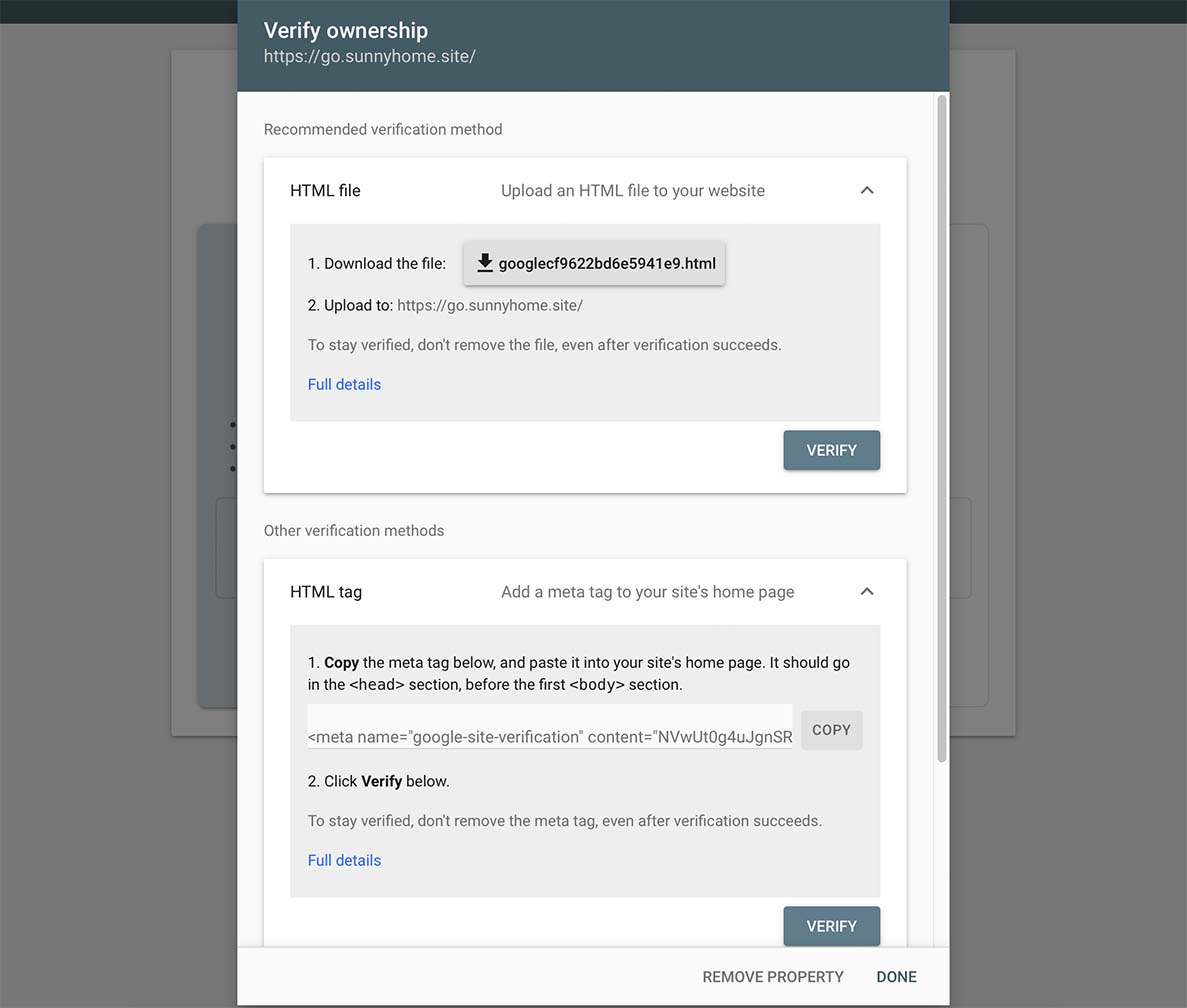 Verify ownership
https://go.sunnyhome.site/
Recommended verification method
HTML file
Upload an HTML file to your website
1. Download the file:
googlecf9622bd6e5941e9.html
2. Upload to: https://go.sunnyhome.site/
To stay verified, don't remove the file, even after verification succeeds.
Full details
VERIFY
Other verification methods
HTML tag
Add a meta tag to your site's home page
1. Copy the meta tag below, and paste it into your site's home page. It should go
in the <head> section, before the first <body> section.
<meta name="google-site-verification" content="NVwUt0g4uJgnSR
COPY
2. Click Verify below.
To stay verified, don't remove the meta tag, even after verification succeeds.
Full details
VERIFY
REMOVE PROPERTY
DONE